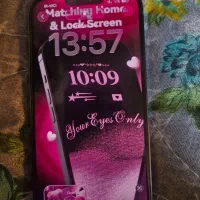 Matching Home
& Lock Screen
13:57
10:09
Your Eyes Only